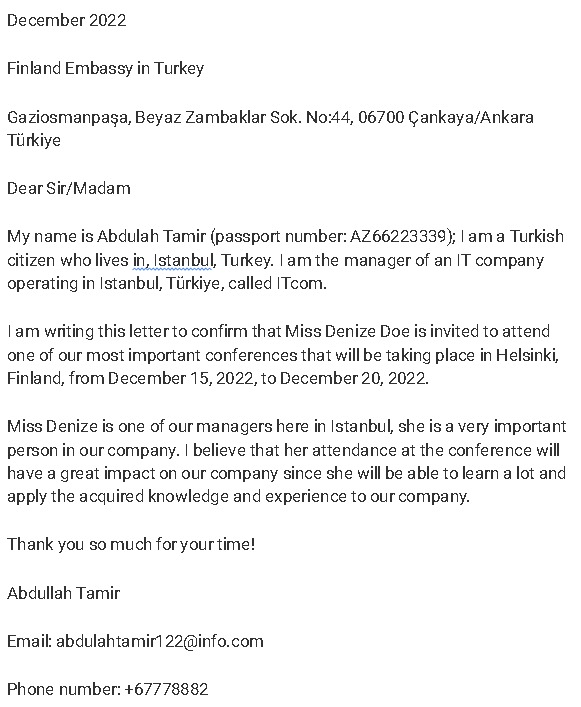 December 2022
Finland Embassy in Turkey
Gaziosmanpaşa, Beyaz Zambaklar Sok. No:44, 06700 Çankaya/Ankara
Türkiye
Dear Sir/Madam
My name is Abdulah Tamir (passport number: AZ66223339); I am a Turkish
citizen who lives in, Istanbul, Turkey. I am the manager of an IT company
operating in Istanbul, Türkiye, called ITcom.
I am writing this letter to confirm that Miss Denize Doe is invited to attend
one of our most important conferences that will be taking place in Helsinki,
Finland, from December 15, 2022, to December 20, 2022.
Miss Denize is one of our managers here in Istanbul, she is a very important
person in our company. I believe that her attendance at the conference will
have a great impact on our company since she will be able to learn a lot and
apply the acquired knowledge and experience to our company.
Thank you so much for your time!
Abdullah Tamir
Email: abdulahtamir122@info.com
Phone number: +67778882